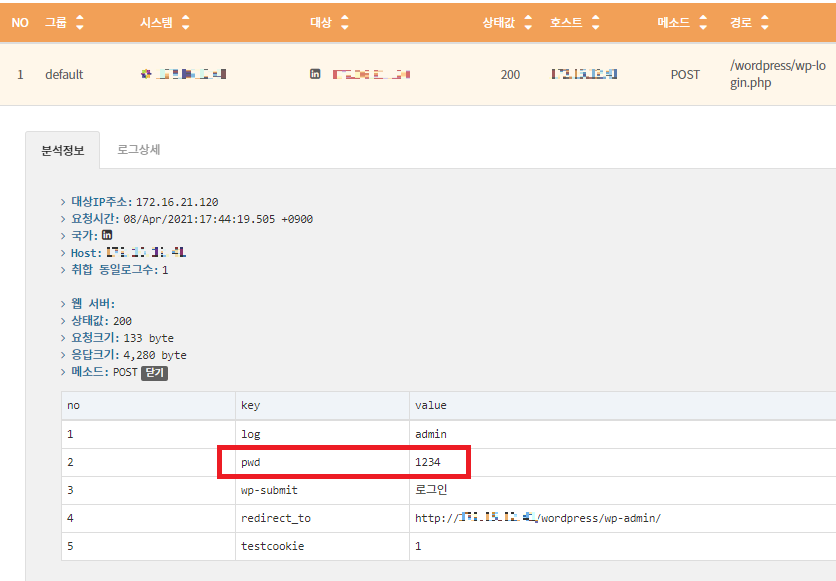 NO 그룹 시스템 대상 상태값 호스트 메소드 경로
1 default 200 POST /wordpress/wp-lo
gin.php
분석정보 로그상세
> 대상IP주소: 172.16.21.120
> 요청시간: 08/Apr/2021:17:44:19.505 +0900
> 국가: in
> Host:
> 취합 동일로그수: 1
> 웹 서버:
> 상태값: 200
> 요청크기: 133 byte
> 응답크기: 4,280 byte
> 메소드: POST 닫기
no key value
1 log admin
2 pwd 1234
3 wp-submit 로그인
4 redirect_to http:// /wordpress/wp-admin/
5 testcookie 1